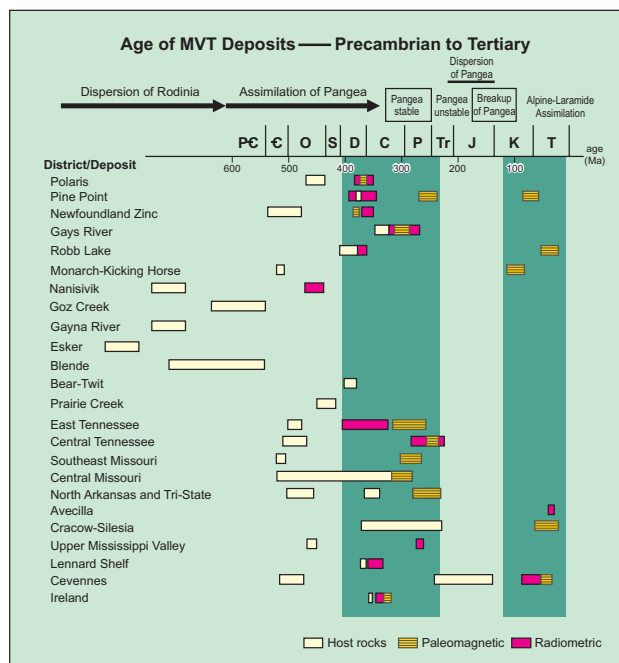 Age of MVT Deposits —— Precambrian to Tertiary
Dispersion
of Pangea
Dispersion of Rodinia
Assimilation of Pangea
Pangea
stable
Pangea
unstable
Breakup
of Pangea
Alpine-Laramide
Assimilation
P-Є Є O S D C P Tr J K T
age
(Ma)
600 400 300 200 100
District/Deposit
Polaris
Pine Point
Newfoundland Zinc
Gays River
Robb Lake
Monarch-Kicking Horse
Nanisivik
Goz Creek
Gayna River
Esker
Blende
Bear-Twit
Prairie Creek
East Tennessee
Central Tennessee
Southeast Missouri
Central Missouri
North Arkansas and Tri-State
Avecilla
Cracow-Silesia
Upper Mississippi Valley
Lennard Shelf
Cevennes
Ireland
Host rocks Paleomagnetic Radiometric